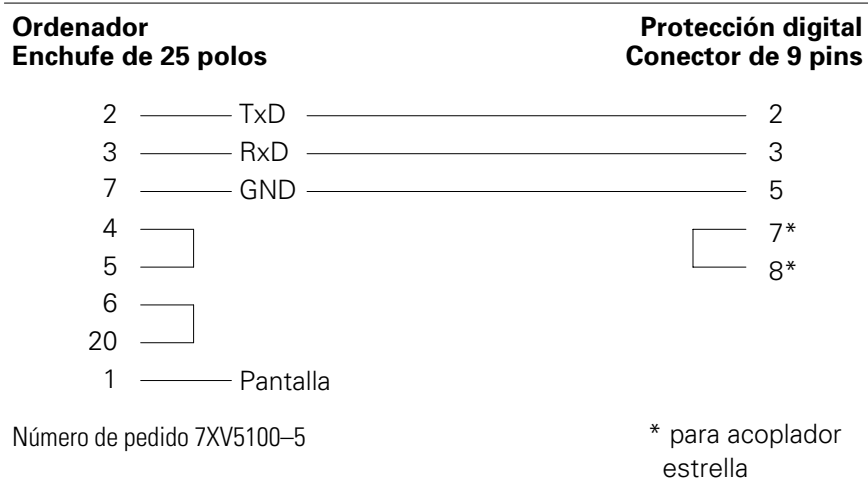 Ordenador
Enchufe de 25 polos
Protección digital
Conector de 9 pins
2 TxD 2
3 RxD 3
7 GND 5
4 7*
5 8*
6
20
1 Pantalla
Número de pedido 7XV5100–5
* para acoplador
estrella